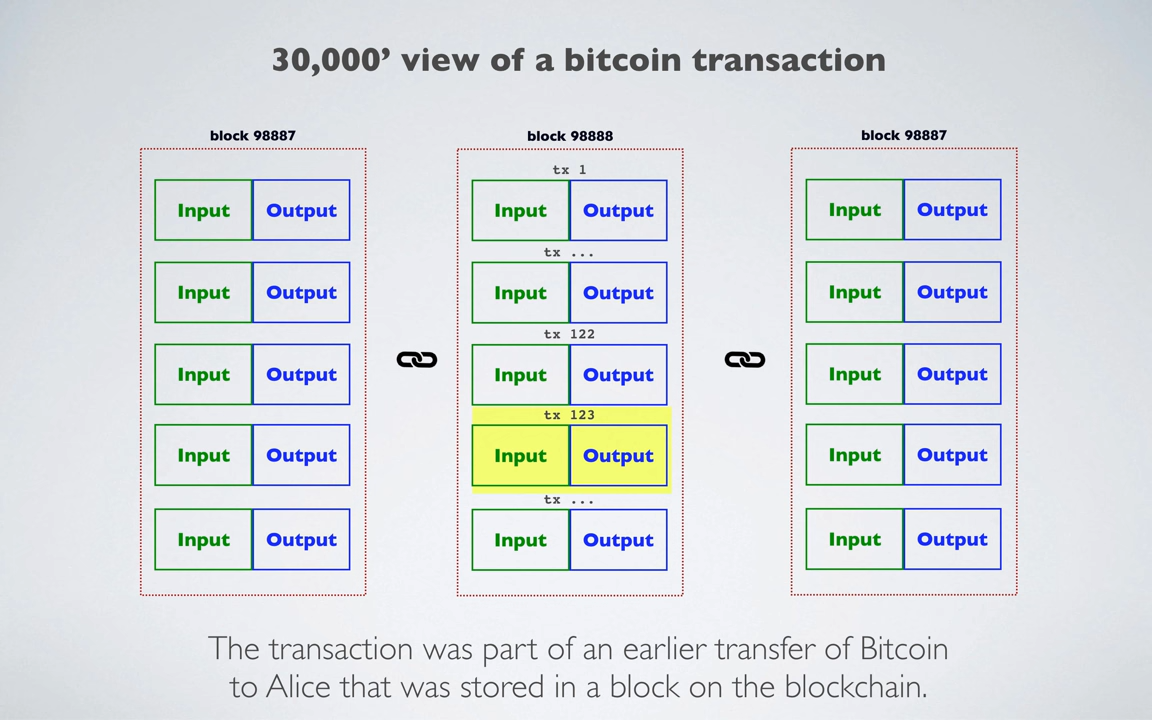 30,000’ view of a bitcoin transaction
block 98887
Input Output
Input Output
Input Output
Input Output
Input Output
block 98888
tx 1
Input Output
tx ...
Input Output
tx 122
Input Output
tx 123
Input Output
tx ...
Input Output
block 98887
Input Output
Input Output
Input Output
Input Output
Input Output
The transaction was part of an earlier transfer of Bitcoin
to Alice that was stored in a block on the blockchain.